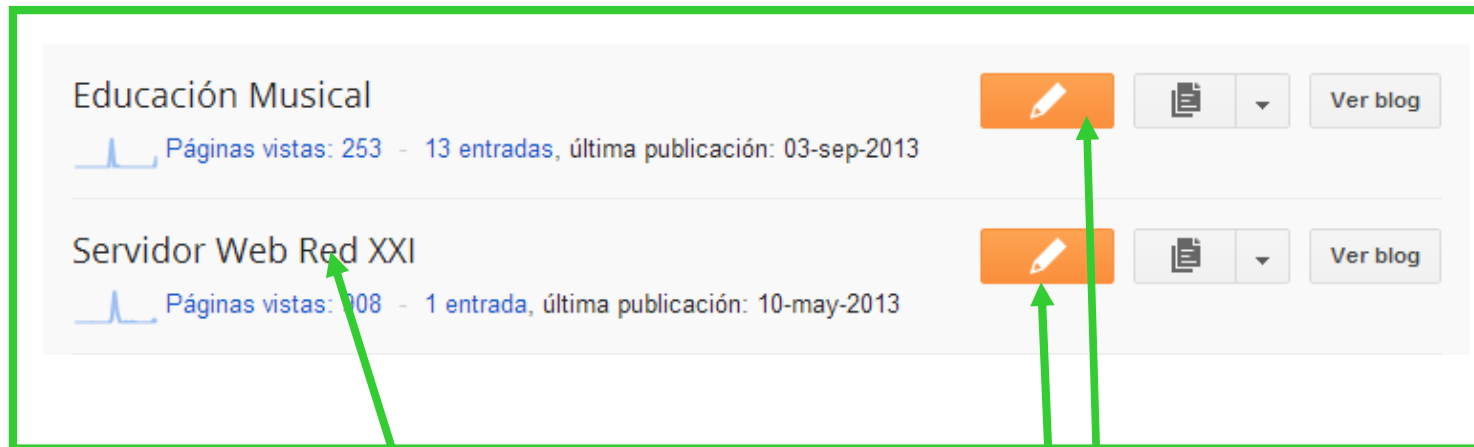 Educación Musical
Ver blog
Páginas vistas: 253 - 13 entradas, última publicación: 03-sep-2013
Servidor Web Red XXI
Ver blog
Páginas vistas: 908 - 1 entrada, última publicación: 10-may-2013